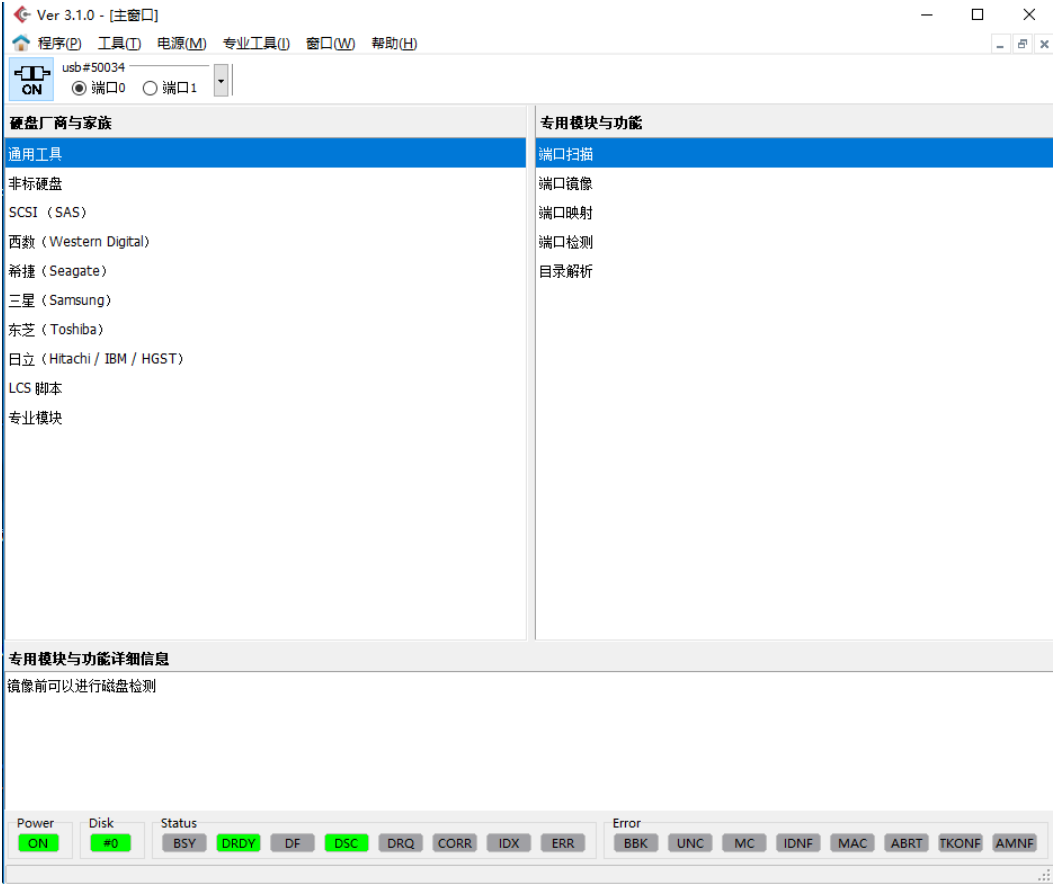 Ver 3.1.0 - [主窗口]
程序(P) 工具(T) 电源(M) 专业工具(I) 窗口(W) 帮助(H)
usb#50034
ON 端口0 端口1
硬盘厂商与家族
通用工具
非标硬盘
SCSI （SAS）
西数（Western Digital）
希捷（Seagate）
三星（Samsung）
东芝（Toshiba）
日立（Hitachi / IBM / HGST）
LCS 脚本
专业模块
专用模块与功能
端口扫描
端口镜像
端口映射
端口检测
目录解析
专用模块与功能详细信息
镜像前可以进行磁盘检测
Power Disk Status Error
ON #0 BSY DRDY DF DSC DRQ CORR IDX ERR BBK UNC MC IDNF MAC ABRT TKONF AMNF